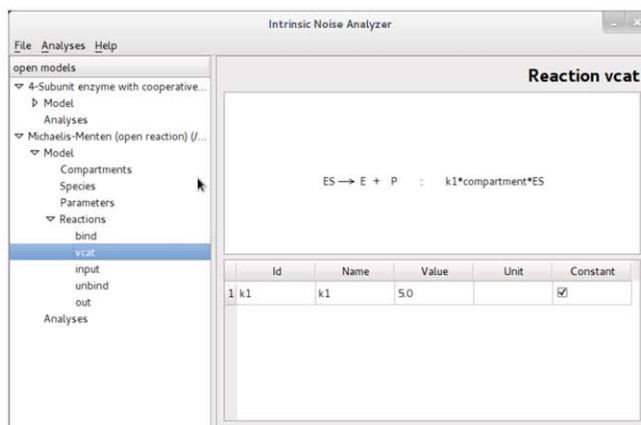 Intrinsic Noise Analyzer
File Analyses Help
open models
4-Subunit enzyme with cooperative...
Model
Analyses
Michaelis-Menten (open reaction) (/...
Model
Compartments
Species
Parameters
Reactions
bind
vcat
input
unbind
out
Analyses
Reaction vcat
ES → E + P : k1*compartment*ES
Id Name Value Unit Constant
1 k1 k1 5.0